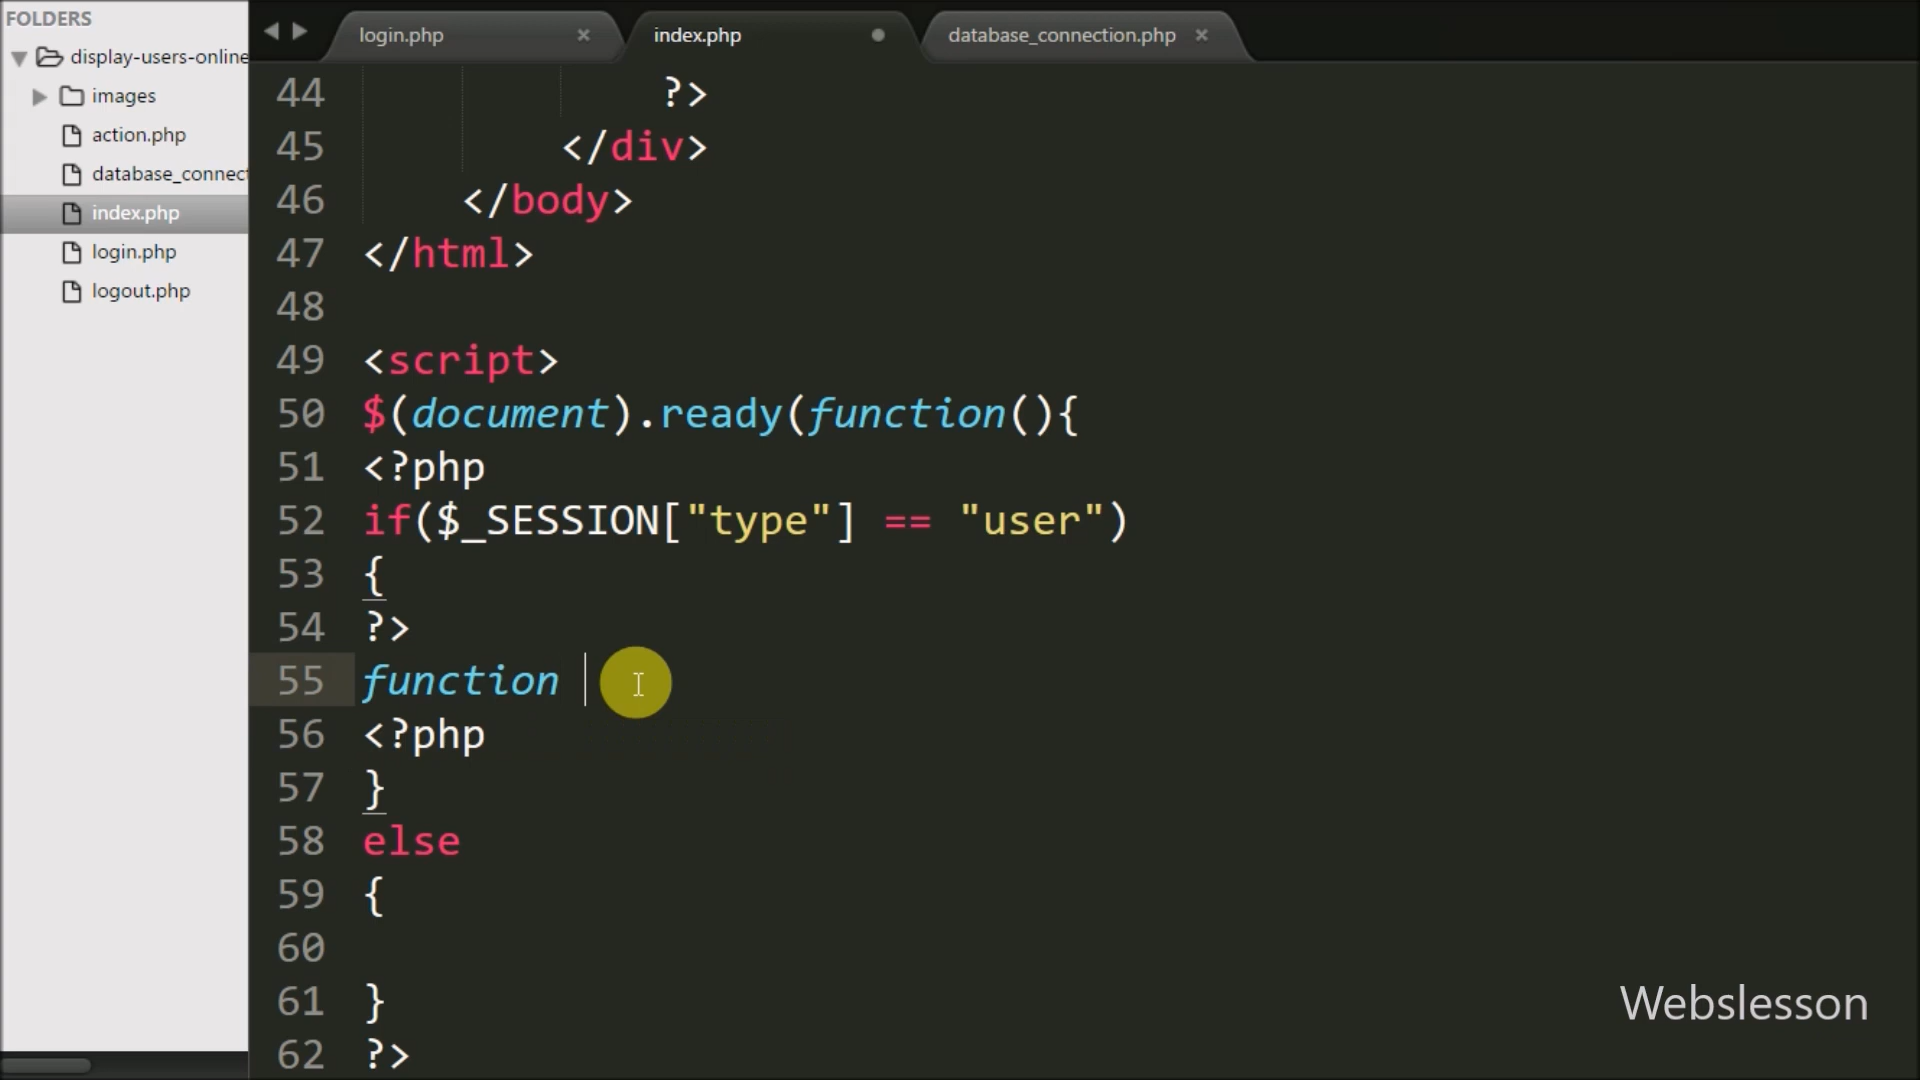 FOLDERS
display-users-online
images
action.php
database_connect
index.php
login.php
logout.php
login.php × index.php database_connection.php ×
44 ?>
45 </div>
46 </body>
47 </html>
48
49 <script>
50 $(document).ready(function(){
51 <?php
52 if($_SESSION["type"] == "user")
53 {
54 ?>
55 function
56 <?php
57 }
58 else
59 {
60
61 }
62 ?>
Webslesson